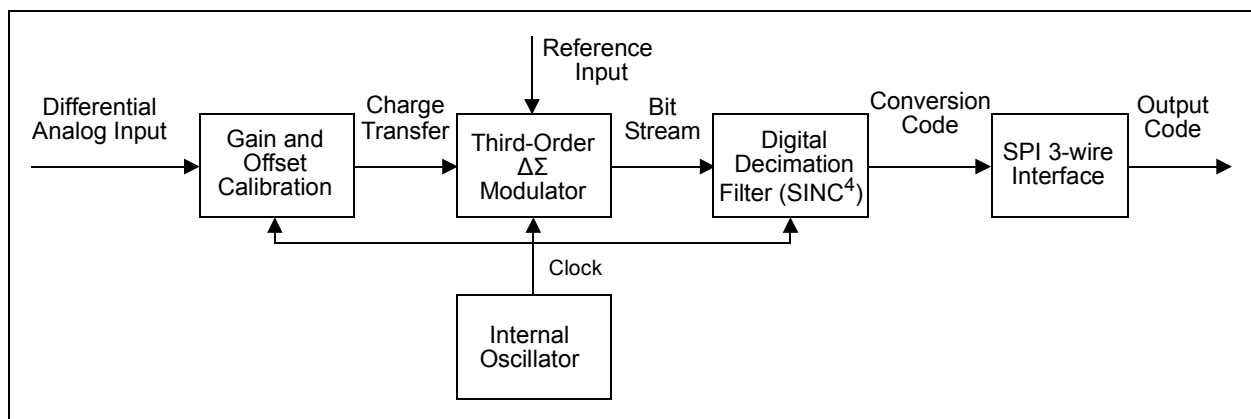 Reference
Input
Differential
Analog Input
Gain and
Offset
Calibration
Charge
Transfer
Third-Order
ΔΣ
Modulator
Bit
Stream
Digital
Decimation
Filter (SINC⁴)
Conversion
Code
SPI 3-wire
Interface
Output
Code
Clock
Internal
Oscillator